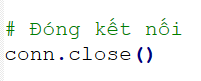 # Đóng kết nối
conn.close()